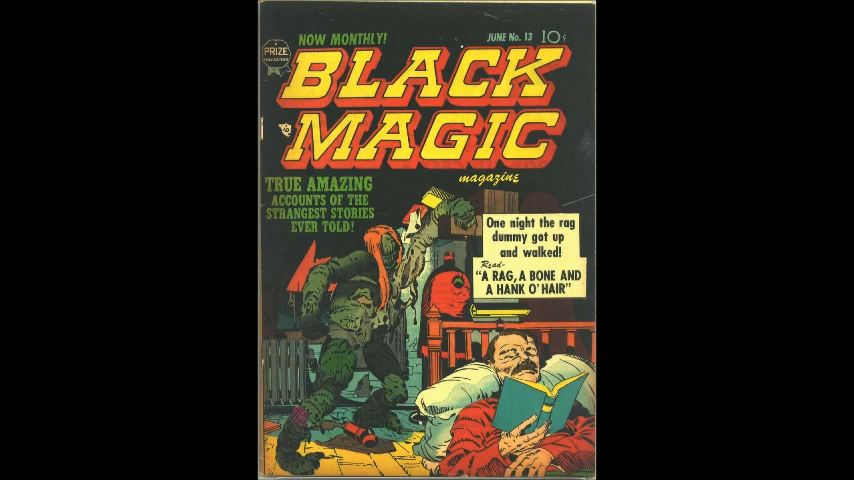 NOW MONTHLY!
JUNE No. 13 10¢
A
PRIZE
PUBLICATION
BLACK
MAGIC
magazine
TRUE AMAZING
ACCOUNTS OF THE
STRANGEST STORIES
EVER TOLD!
One night the rag
dummy got up
and walked!
Read-
"A RAG, A BONE AND
A HANK O'HAIR"